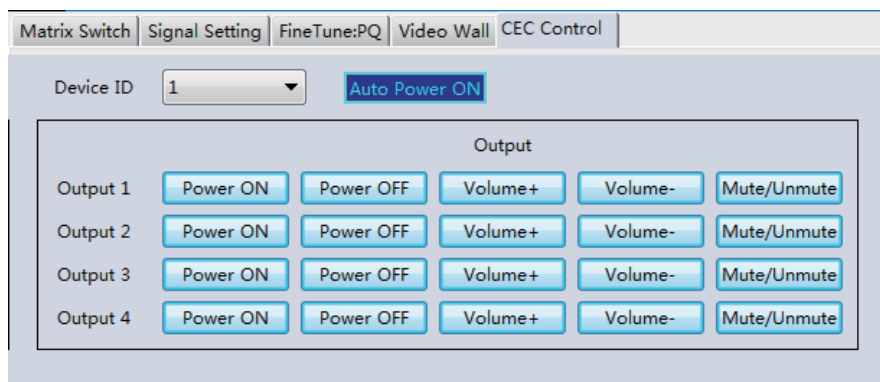 Matrix Switch Signal Setting FineTune:PQ Video Wall CEC Control
Device ID 1 Auto Power ON
Output
Output 1 Power ON Power OFF Volume+ Volume- Mute/Unmute
Output 2 Power ON Power OFF Volume+ Volume- Mute/Unmute
Output 3 Power ON Power OFF Volume+ Volume- Mute/Unmute
Output 4 Power ON Power OFF Volume+ Volume- Mute/Unmute